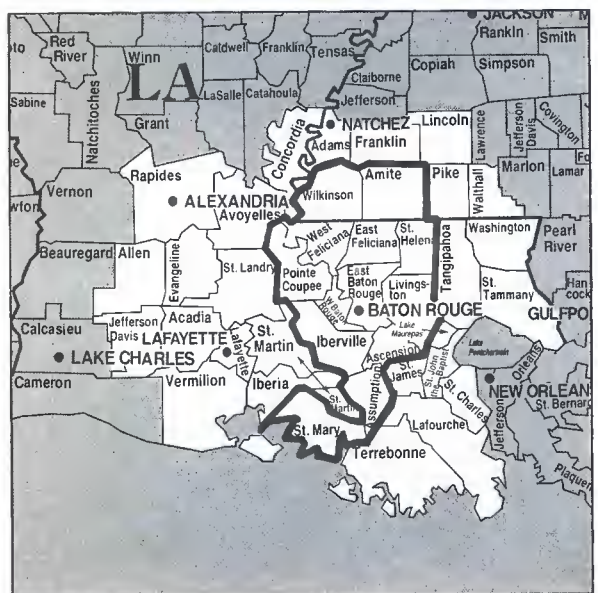 JACKSON
Red River
Winn
Caldwell
Franklin
Tensas
Rankin
Smith
Claiborne
Copiah
Simpson
LA
Sabine
Natchitoches
LaSalle
Catahoula
Jefferson
Grant
Concordia
NATCHEZ
Lincoln
Lawrence
Jefferson Davis
Covington
Adams
Franklin
Vernon
Rapides
ALEXANDRIA
Avoyelles
Wilkinson
Amite
Pike
Walthall
Marion
Lamar
Beauregard
Allen
Evangeline
St. Landry
West Feliciana
East Feliciana
St. Helena
Tangipahoa
Washington
Pearl River
Pointe Coupee
East Baton Rouge
Livingston
W Baton Rouge
St. Tammany
Hancock
Calcasieu
Jefferson Davis
Acadia
LAFAYETTE
Lafayette
St. Martin
Iberville
BATON ROUGE
GULFPO
Lake Maurepas
Lake Pontchartrain
LAKE CHARLES
Ascension
St. James
St. John the Baptist
Orleans
Cameron
Vermilion
Iberia
St. Martin
Assumption
St. Charles
NEW ORLEAN
Jefferson
St. Bernar
St. Mary
Lafourche
Terrebonne
Plaquem